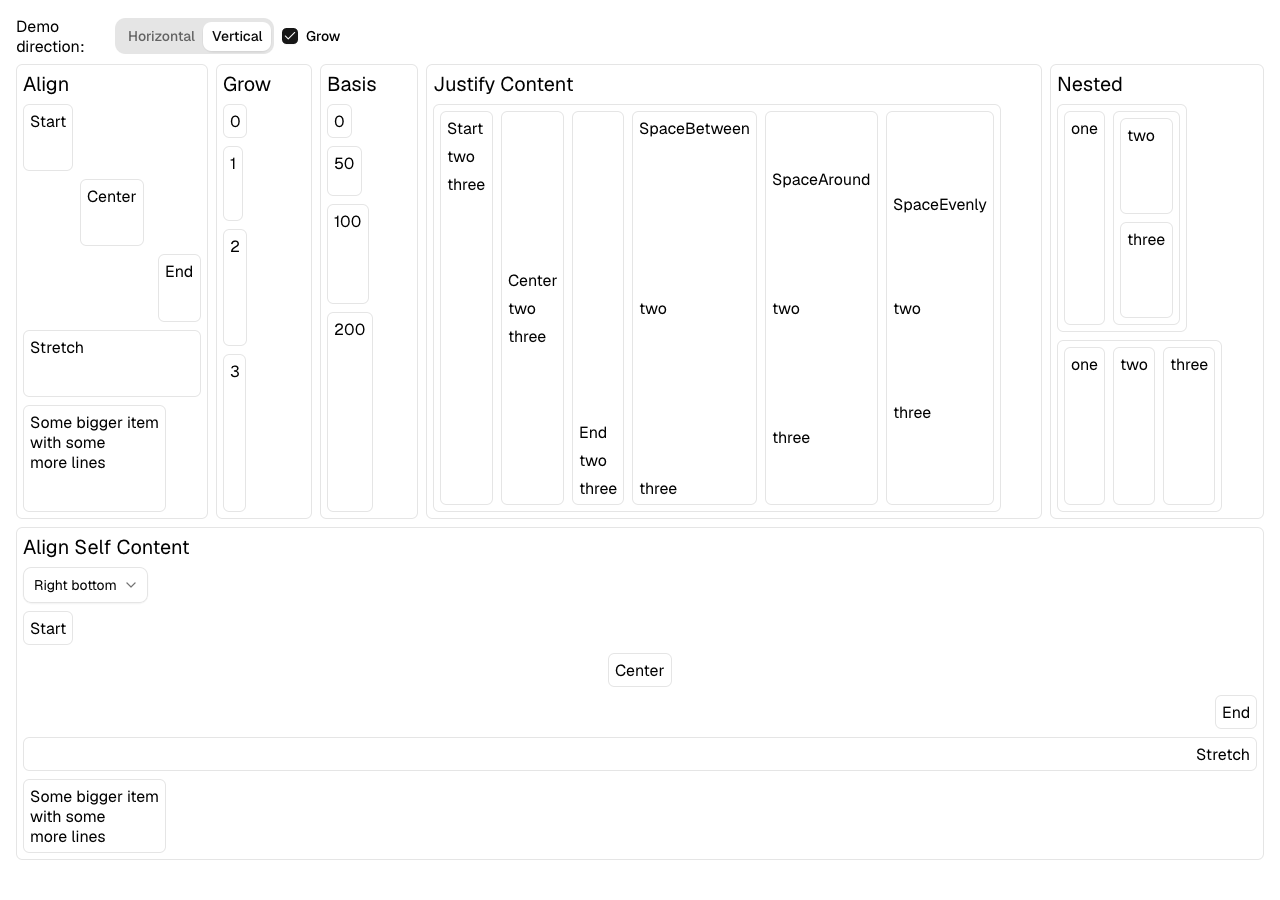 Demo
direction:
Horizontal
Vertical
Grow
Align
Start
Center
End
Stretch
Some bigger item
with some
more lines
Grow
0
1
2
3
Basis
0
50
100
200
Justify Content
Start
two
three
Center
two
three
End
two
three
SpaceBetween
two
three
SpaceAround
two
three
SpaceEvenly
two
three
Nested
one
two
three
one
two
three
Align Self Content
Right bottom
Start
Center
End
Stretch
Some bigger item
with some
more lines